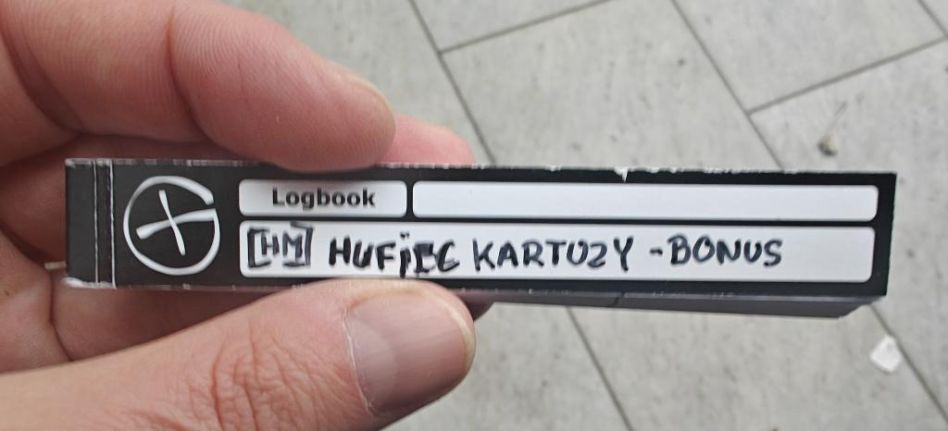 Logbook
[HM] HUFiEC KARTUZY - BONUS